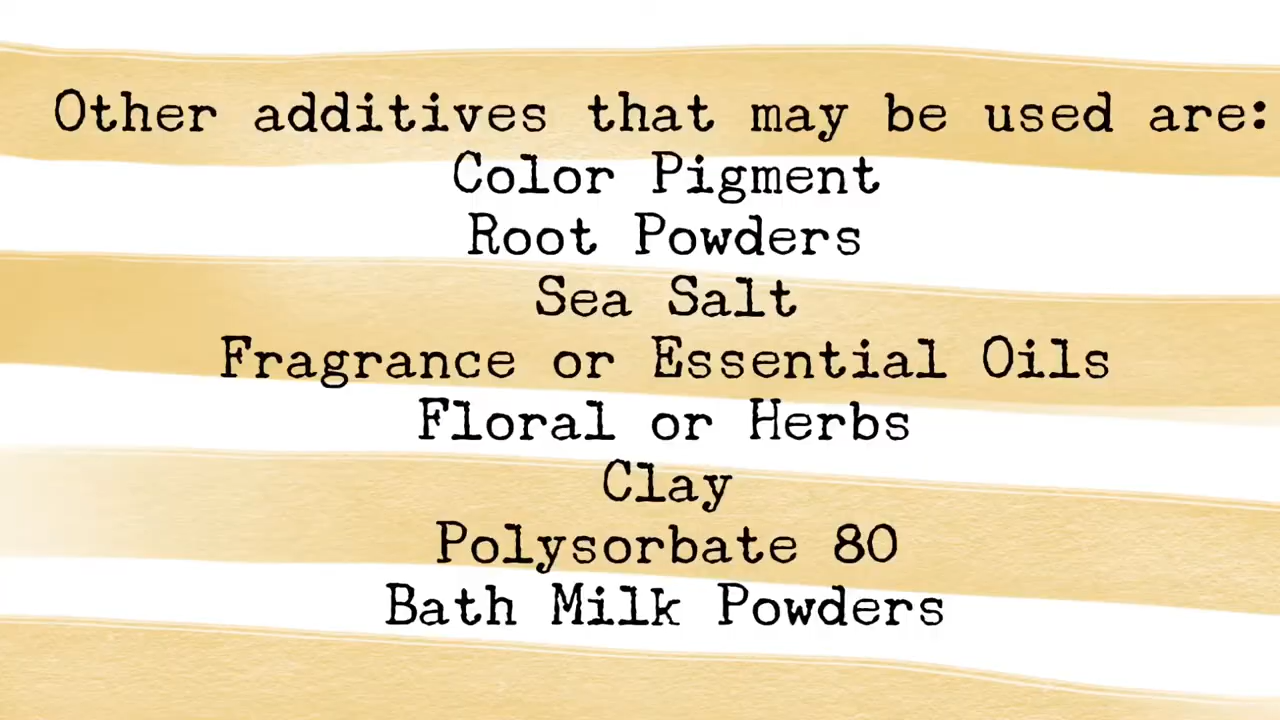 Other additives that may be used are:
Color Pigment
Root Powders
Sea Salt
Fragrance or Essential Oils
Floral or Herbs
Clay
Polysorbate 80
Bath Milk Powders